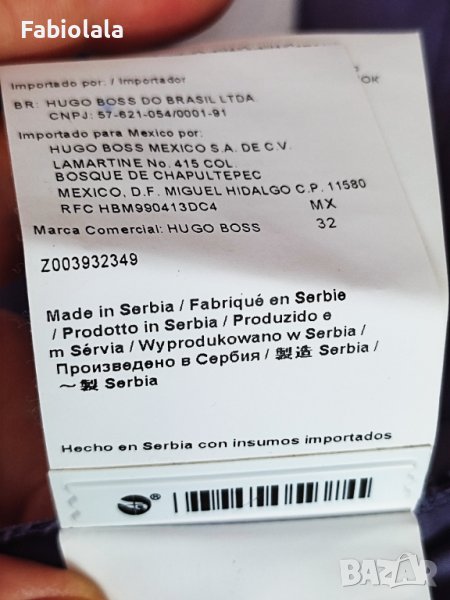 Fabiolala
Importado por: / Importador
BR: HUGO BOSS DO BRASIL LTDA
CNPJ: 57-621-054/0001-91
Importado para Mexico por:
HUGO BOSS MEXICO S.A. DE C.V.
LAMARTINE No. 415 COL.
BOSQUE DE CHAPULTEPEC
MEXICO, D.F. MIGUEL HIDALGO C.P. 11580
RFC HBM990413DC4 MX
Marca Comercial: HUGO BOSS 32
Z003932349
Made in Serbia / Fabriqué en Serbie
/ Prodotto in Serbia / Produzido e
m Sérvia / Wyprodukowano w Serbia /
Произведено в Сербия / 製造 Serbia /
～製 Serbia
Hecho en Serbia con insumos importados
®
BAZAR